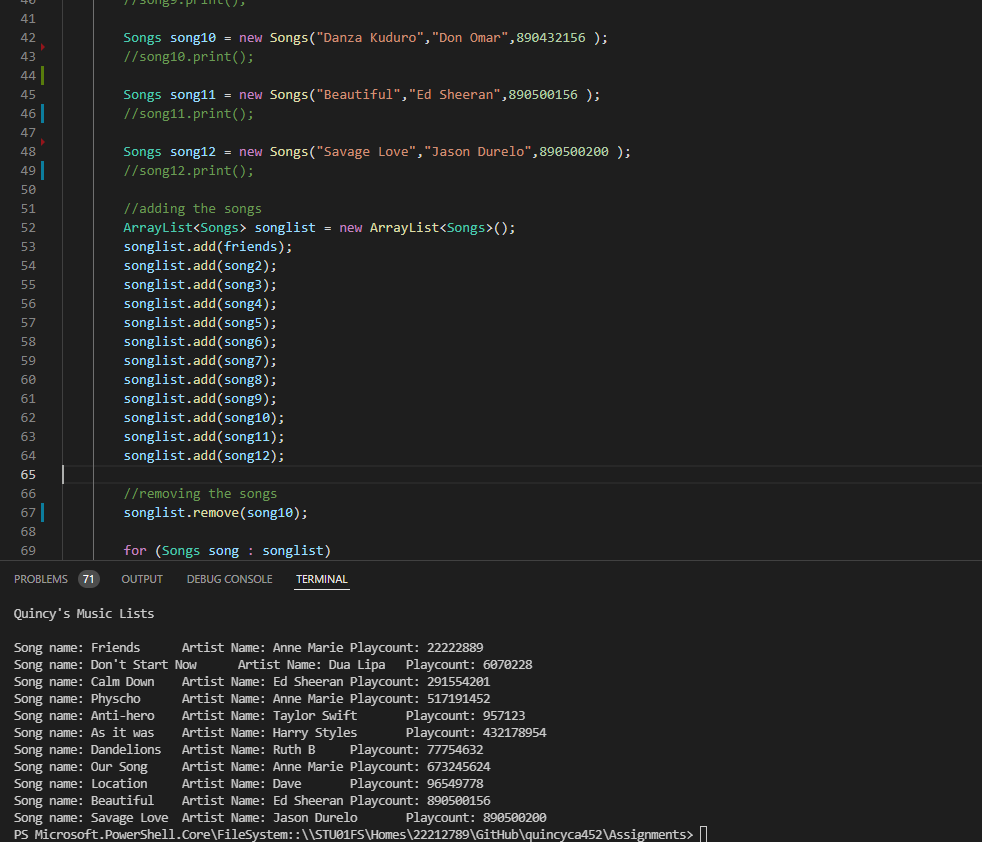 40 //song9.print();
41
42 Songs song10 = new Songs("Danza Kuduro","Don Omar",890432156 );
43 //song10.print();
44
45 Songs song11 = new Songs("Beautiful","Ed Sheeran",890500156 );
46 //song11.print();
47
48 Songs song12 = new Songs("Savage Love","Jason Durelo",890500200 );
49 //song12.print();
50
51 //adding the songs
52 ArrayList<Songs> songlist = new ArrayList<Songs>();
53 songlist.add(friends);
54 songlist.add(song2);
55 songlist.add(song3);
56 songlist.add(song4);
57 songlist.add(song5);
58 songlist.add(song6);
59 songlist.add(song7);
60 songlist.add(song8);
61 songlist.add(song9);
62 songlist.add(song10);
63 songlist.add(song11);
64 songlist.add(song12);
65
66 //removing the songs
67 songlist.remove(song10);
68
69 for (Songs song : songlist)
PROBLEMS 71 OUTPUT DEBUG CONSOLE TERMINAL
Quincy's Music Lists
Song name: Friends Artist Name: Anne Marie Playcount: 22222889
Song name: Don't Start Now Artist Name: Dua Lipa Playcount: 6070228
Song name: Calm Down Artist Name: Ed Sheeran Playcount: 291554201
Song name: Physcho Artist Name: Anne Marie Playcount: 517191452
Song name: Anti-hero Artist Name: Taylor Swift Playcount: 957123
Song name: As it was Artist Name: Harry Styles Playcount: 432178954
Song name: Dandelions Artist Name: Ruth B Playcount: 77754632
Song name: Our Song Artist Name: Anne Marie Playcount: 673245624
Song name: Location Artist Name: Dave Playcount: 96549778
Song name: Beautiful Artist Name: Ed Sheeran Playcount: 890500156
Song name: Savage Love Artist Name: Jason Durelo Playcount: 890500200
PS Microsoft.PowerShell.Core\FileSystem::\\STU01FS\Homes\22212789\GitHub\quincyca452\Assignments>